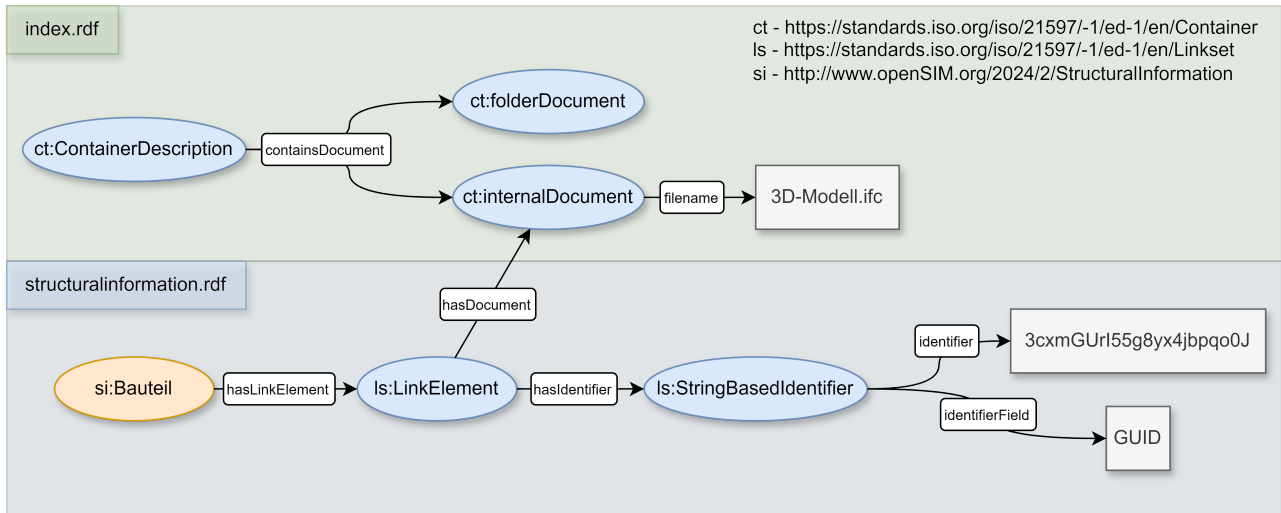 index.rdf
ct - https://standards.iso.org/iso/21597/-1/ed-1/en/Container
ls - https://standards.iso.org/iso/21597/-1/ed-1/en/Linkset
si - http://www.openSIM.org/2024/2/StructuralInformation
ct:folderDocument
ct:ContainerDescription
containsDocument
ct:internalDocument
filename
3D-Modell.ifc
structuralinformation.rdf
hasDocument
identifier
3cxmGUrI55g8yx4jbpqo0J
si:Bauteil
hasLinkElement
ls:LinkElement
hasIdentifier
ls:StringBasedIdentifier
identifierField
GUID